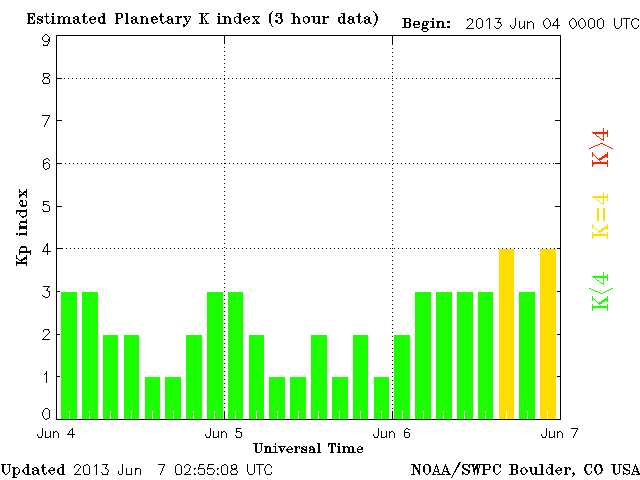 Estimated Planetary K index (3 hour data) Begin: 2013 Jun 04 0000 UTC
9
8
7
6
5
4
3
2
1
0
Kp index
K>4
K=4
K<4
Jun 4 Jun 5 Jun 6 Jun 7
Universal Time
Updated 2013 Jun 7 02:55:08 UTC NOAA/SWPC Boulder, CO USA